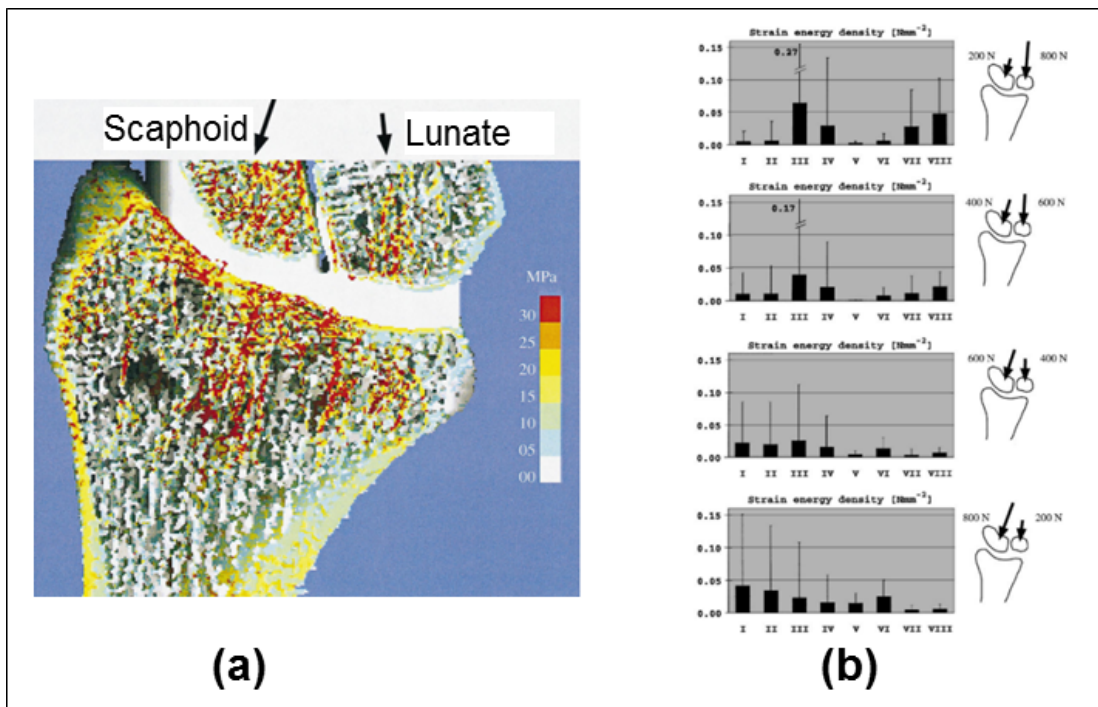 Scaphoid
Lunate
MPa
30
25
20
15
10
05
00
(a)
Strain energy density [Nmm-2]
0.15
0.10
0.05
0.00
0.27
I II III IV V VI VII VIII
200 N
800 N
Strain energy density [Nmm-2]
0.15
0.10
0.05
0.00
0.17
I II III IV V VI VII VIII
400 N
600 N
Strain energy density [Nmm-2]
0.15
0.10
0.05
0.00
I II III IV V VI VII VIII
600 N
400 N
Strain energy density [Nmm-2]
0.15
0.10
0.05
0.00
I II III IV V VI VII VIII
800 N
200 N
(b)